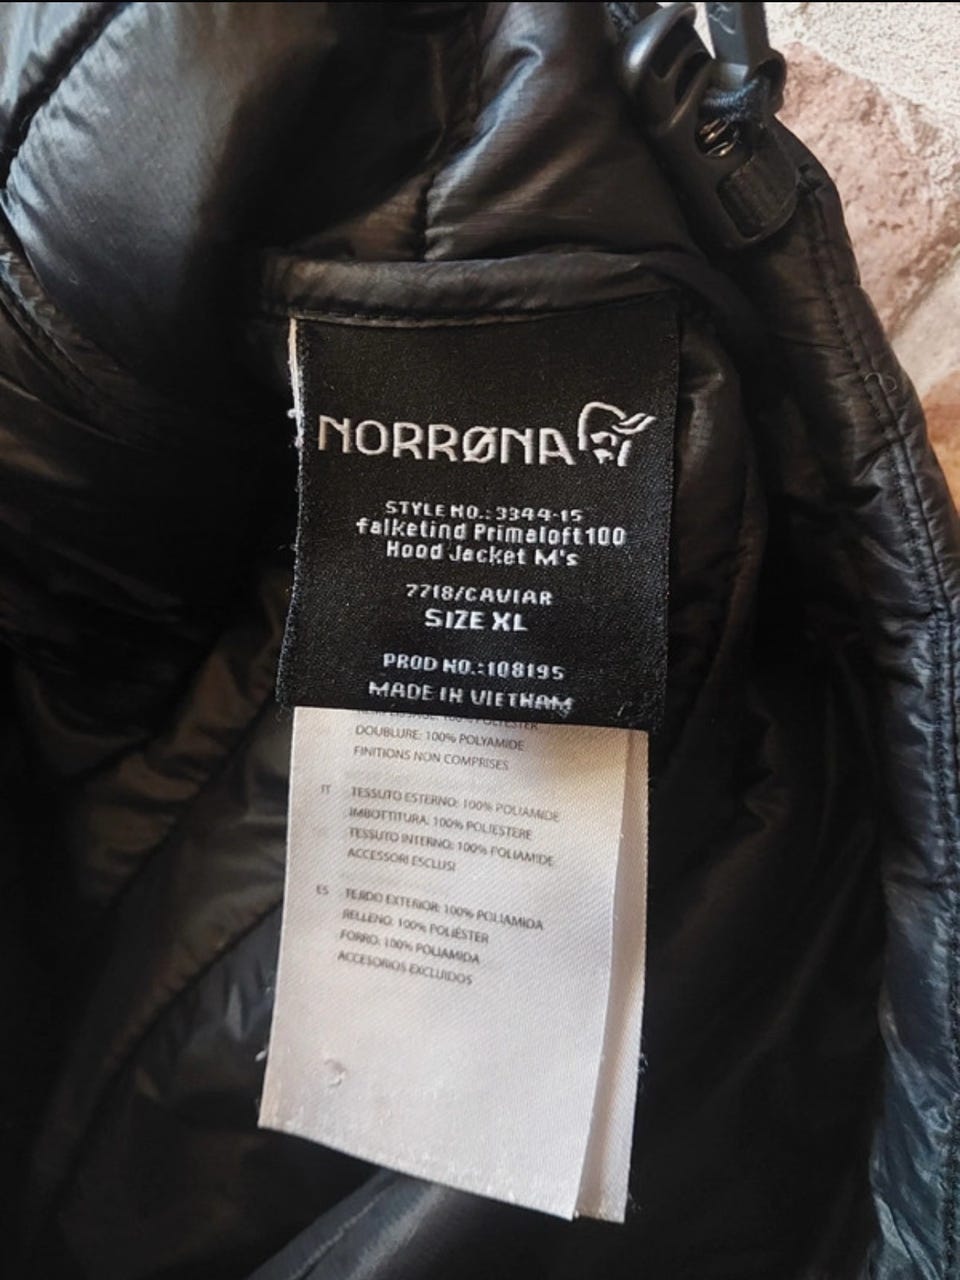 NORRØNA
STYLE NO.: 3344-15
falketind Primaloft100
Hood Jacket M's
7718/CAVIAR
SIZE XL
PROD NO.:108195
MADE IN VIETNAM
100% POLYESTER
DOUBLURE: 100% POLYAMIDE
FINITIONS NON COMPRISES
IT TESSUTO ESTERNO: 100% POLIAMIDE
IMBOTTITURA: 100% POLIESTERE
TESSUTO INTERNO: 100% POLIAMIDE
ACCESSORI ESCLUSI
ES TEJIDO EXTERIOR: 100% POLIAMIDA
RELLENO: 100% POLIÉSTER
FORRO: 100% POLIAMIDA
ACCESORIOS EXCLUIDOS